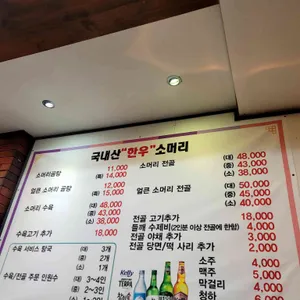 국내산 "한우" 소머리
소머리곰탕 11,000
(특) 14,000
얼큰 소머리 곰탕 12,000
(특) 15,000
소머리 수육 (대) 48,000
(중) 43,000
(소) 38,000
수육고기 추가 18,000
수육 서비스 탕국 (대) 3개
(중) 2개
(소) 1개
수육/전골 주문 인원수 (대) 3~4인
(중) 2~3인
소머리 전골 (대) 48,000
(중) 43,000
(소) 38,000
얼큰 소머리 전골 (대) 50,000
(중) 45,000
(소) 40,000
전골 고기추가 18,000
들깨 수제비(2인분 이상 전골에 한함) 4,000
전골 야채 추가 3,000
전골 당면/떡 사리 추가 2,000
소주 4,000
맥주 5,000
막걸리 4,000
청하
Kelly
TERRA